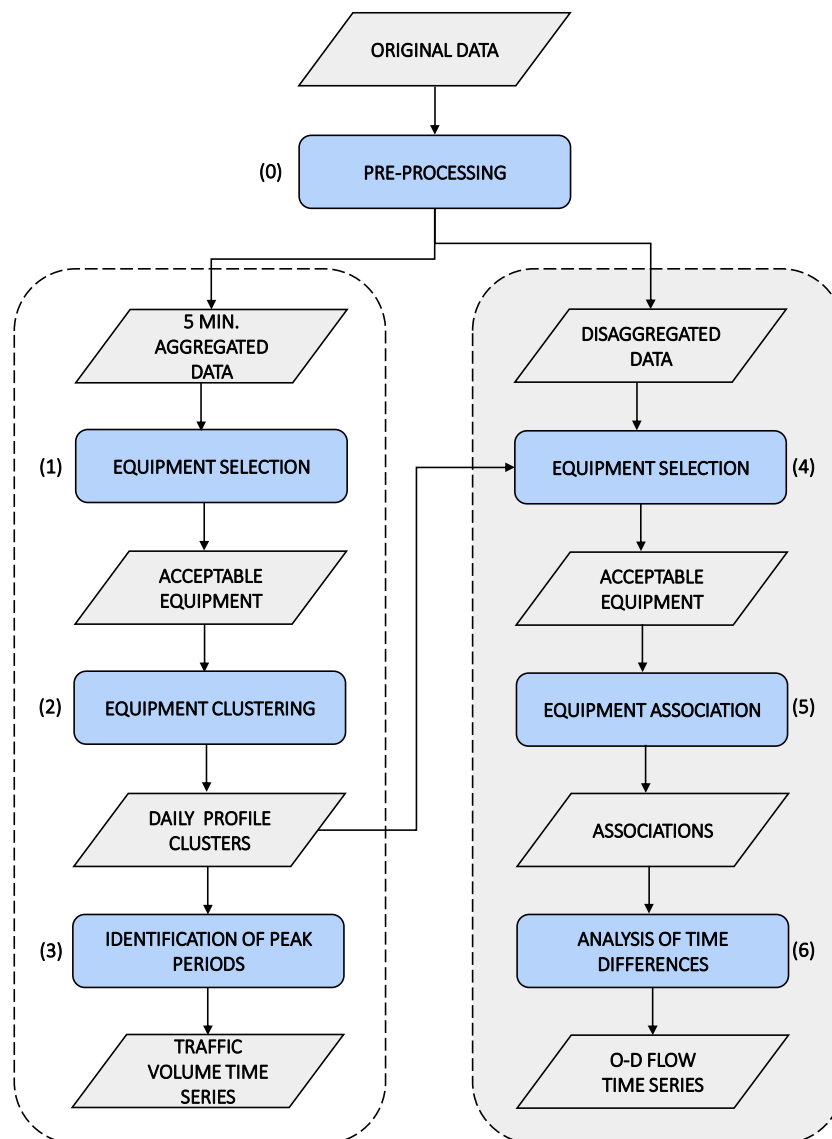 ORIGINAL DATA
(0)
PRE-PROCESSING
5 MIN.
AGGREGATED
DATA
(1)
EQUIPMENT SELECTION
ACCEPTABLE
EQUIPMENT
(2)
EQUIPMENT CLUSTERING
DAILY PROFILE
CLUSTERS
(3)
IDENTIFICATION OF PEAK
PERIODS
TRAFFIC
VOLUME TIME
SERIES
DISAGGREGATED
DATA
EQUIPMENT SELECTION
(4)
ACCEPTABLE
EQUIPMENT
EQUIPMENT ASSOCIATION
(5)
ASSOCIATIONS
ANALYSIS OF TIME
DIFFERENCES
(6)
O-D FLOW
TIME SERIES